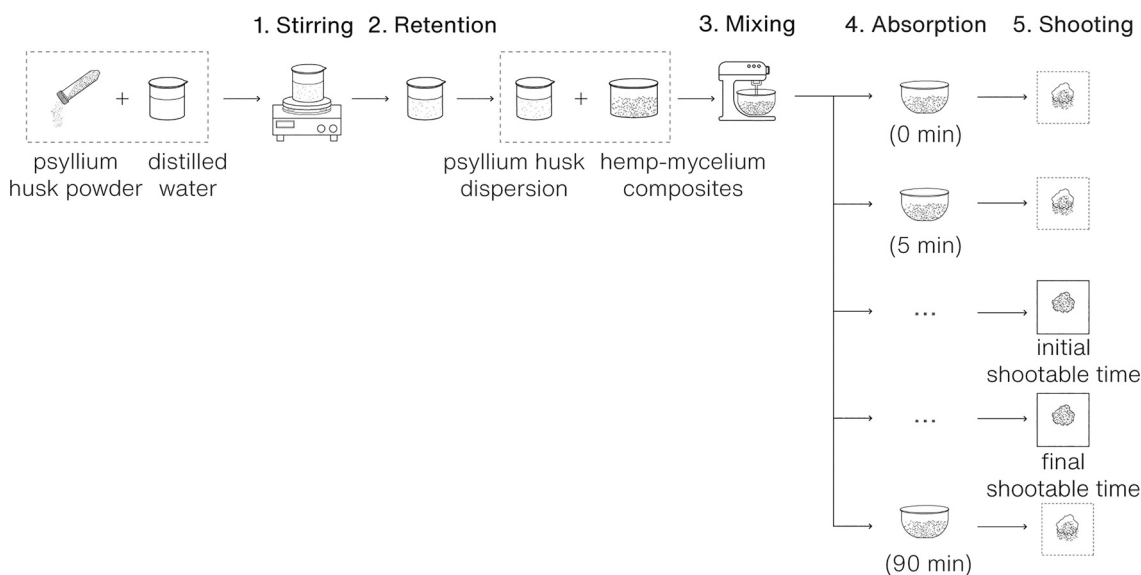 1. Stirring
2. Retention
3. Mixing
4. Absorption
5. Shooting
+
psyllium
husk powder
distilled
water
+
psyllium husk
dispersion
hemp-mycelium
composites
(0 min)
(5 min)
...
initial
shootable time
...
final
shootable time
(90 min)